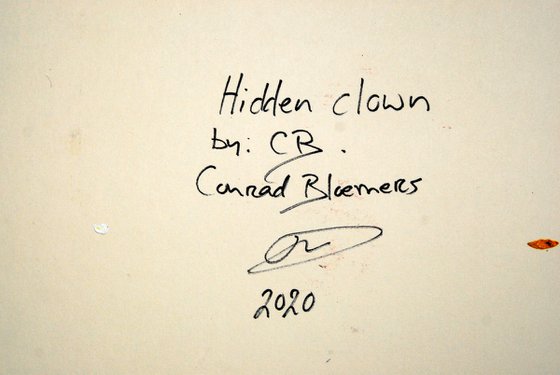 Hidden clown
by: CB.
Conrad Bloemers
2020